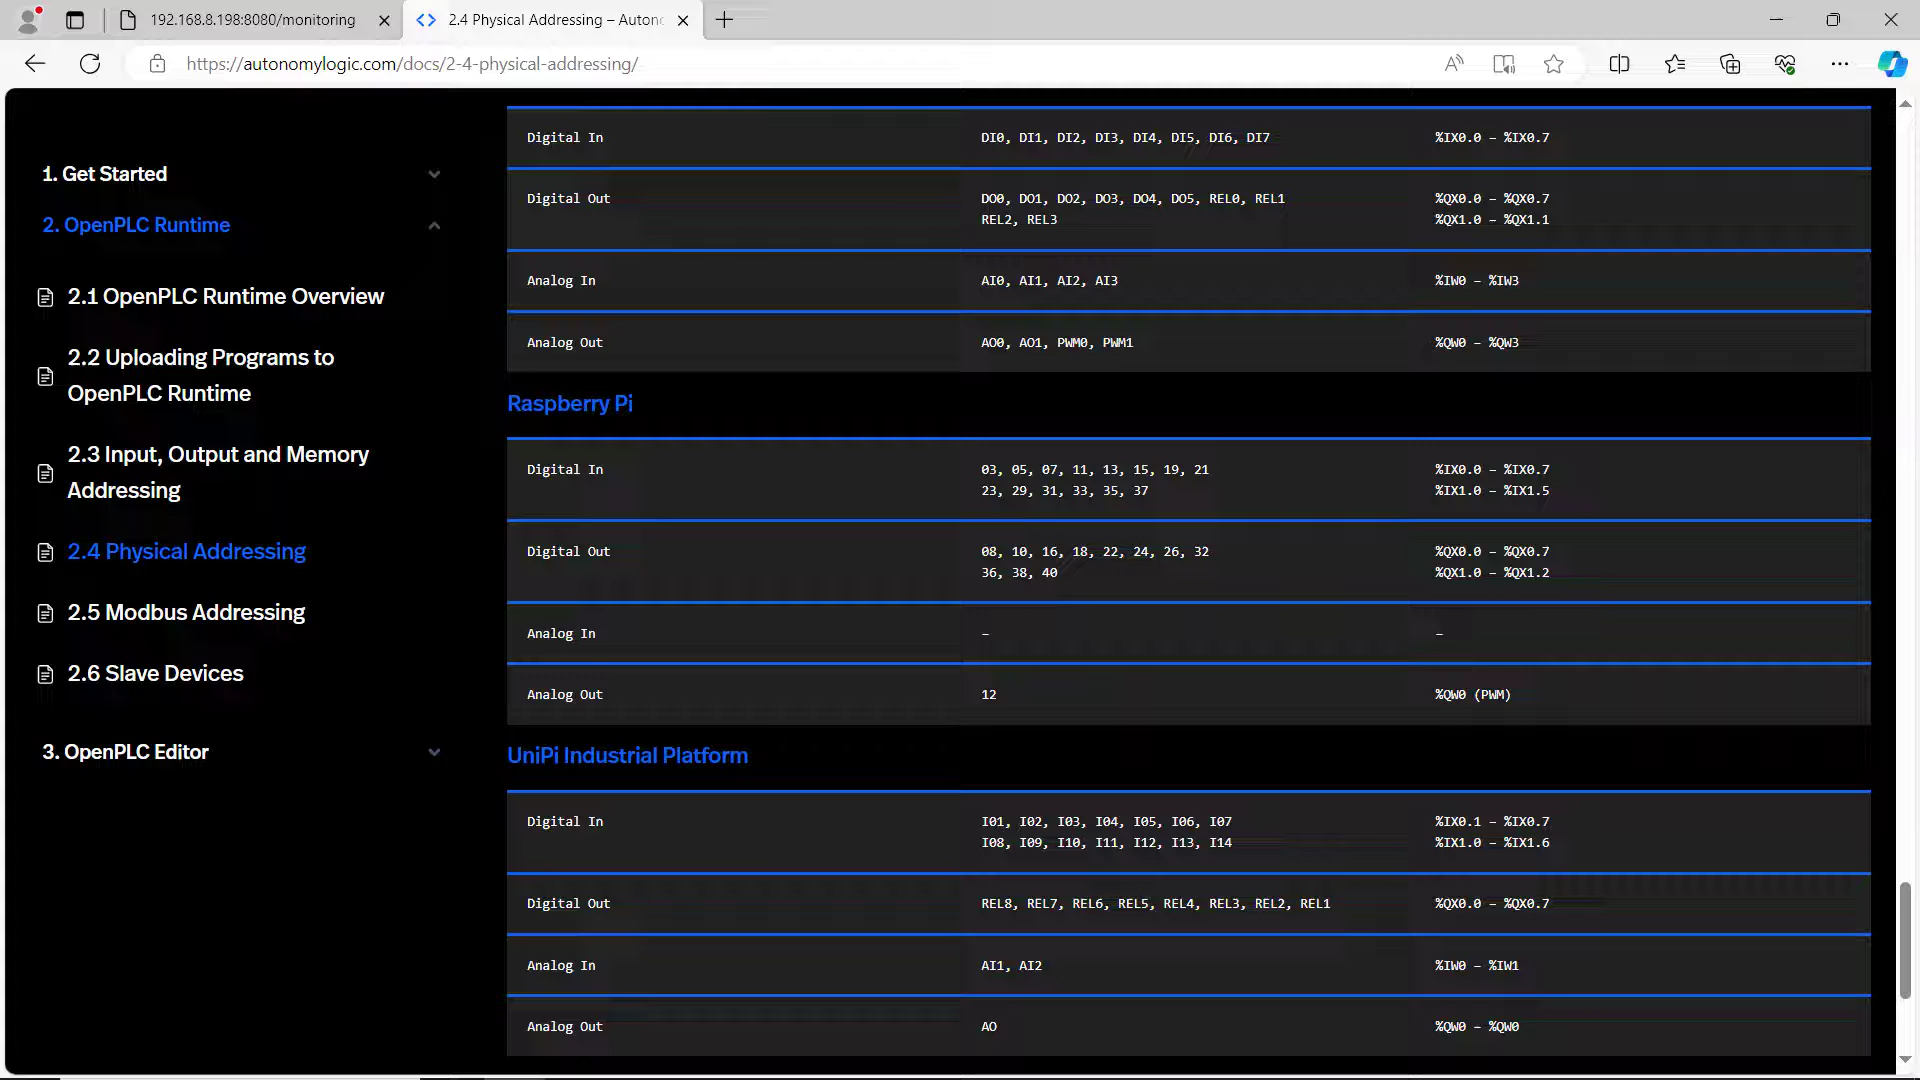 192.168.8.198:8080/monitoring
2.4 Physical Addressing – Autono
https://autonomylogic.com/docs/2-4-physical-addressing/
1. Get Started
2. OpenPLC Runtime
2.1 OpenPLC Runtime Overview
2.2 Uploading Programs to
OpenPLC Runtime
2.3 Input, Output and Memory
Addressing
2.4 Physical Addressing
2.5 Modbus Addressing
2.6 Slave Devices
3. OpenPLC Editor
Digital In DI0, DI1, DI2, DI3, DI4, DI5, DI6, DI7 %IX0.0 – %IX0.7
Digital Out DO0, DO1, DO2, DO3, DO4, DO5, REL0, REL1 %QX0.0 – %QX0.7
REL2, REL3 %QX1.0 – %QX1.1
Analog In AI0, AI1, AI2, AI3 %IW0 – %IW3
Analog Out AO0, AO1, PWM0, PWM1 %QW0 – %QW3
Raspberry Pi
Digital In 03, 05, 07, 11, 13, 15, 19, 21 %IX0.0 – %IX0.7
23, 29, 31, 33, 35, 37 %IX1.0 – %IX1.5
Digital Out 08, 10, 16, 18, 22, 24, 26, 32 %QX0.0 – %QX0.7
36, 38, 40 %QX1.0 – %QX1.2
Analog In – –
Analog Out 12 %QW0 (PWM)
UniPi Industrial Platform
Digital In I01, I02, I03, I04, I05, I06, I07 %IX0.1 – %IX0.7
I08, I09, I10, I11, I12, I13, I14 %IX1.0 – %IX1.6
Digital Out REL8, REL7, REL6, REL5, REL4, REL3, REL2, REL1 %QX0.0 – %QX0.7
Analog In AI1, AI2 %IW0 – %IW1
Analog Out AO %QW0 – %QW0